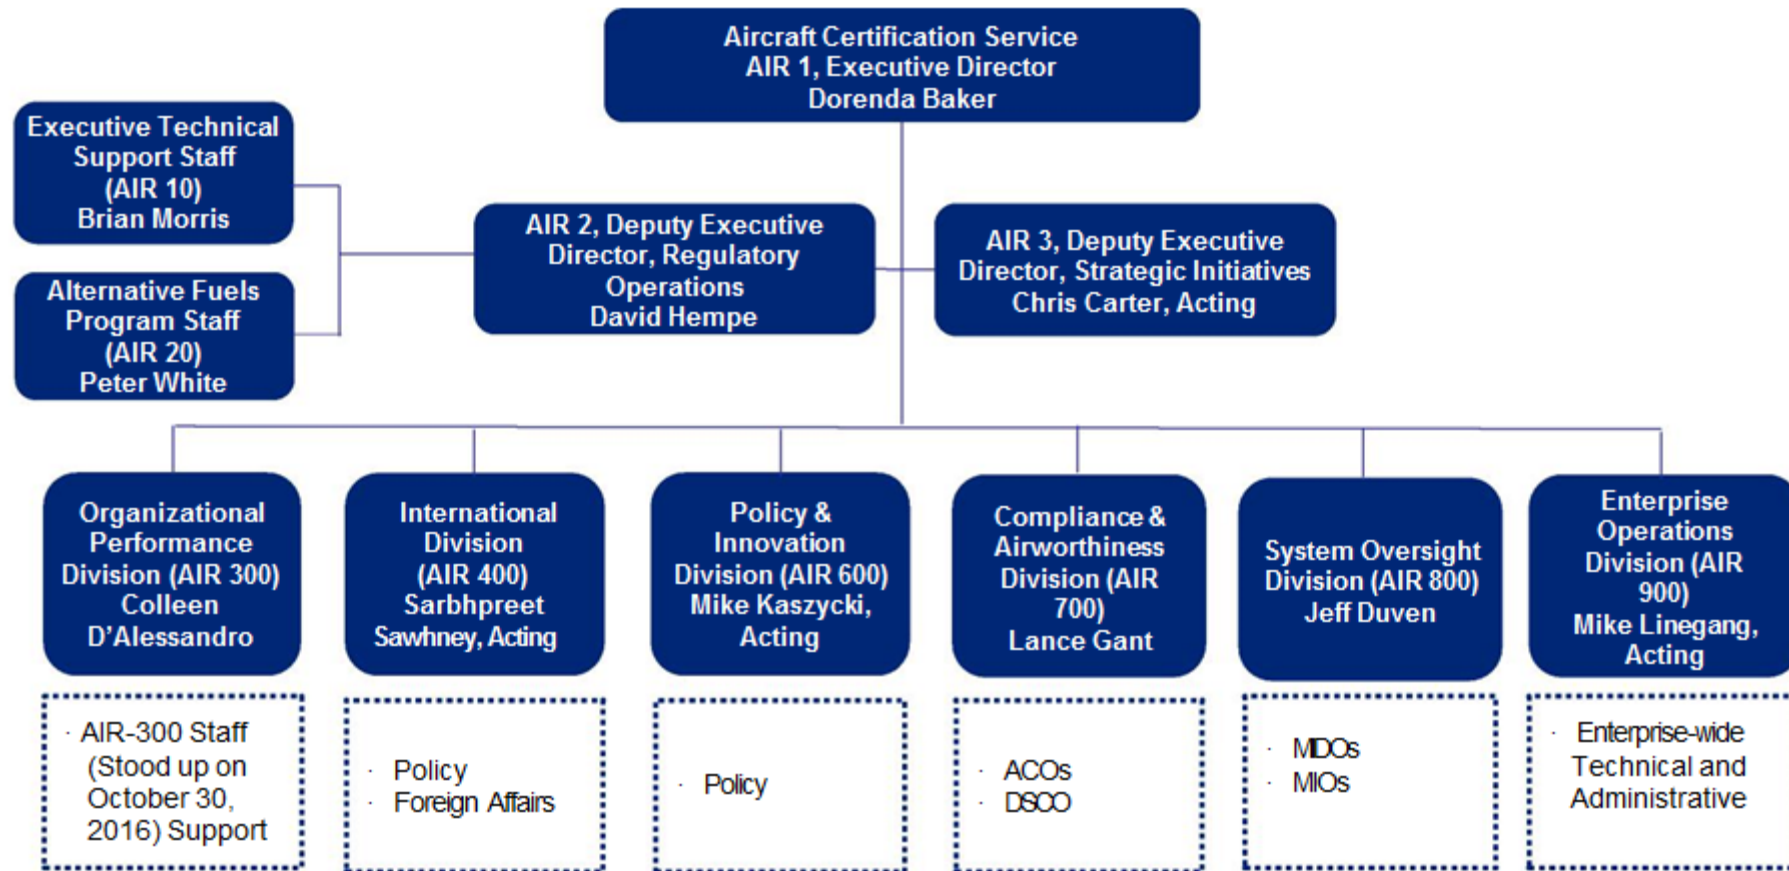 Aircraft Certification Service
AIR 1, Executive Director
Dorenda Baker
Executive Technical
Support Staff
(AIR 10)
Brian Morris
AIR 2, Deputy Executive
Director, Regulatory
Operations
David Hempe
AIR 3, Deputy Executive
Director, Strategic Initiatives
Chris Carter, Acting
Alternative Fuels
Program Staff
(AIR 20)
Peter White
Organizational
Performance
Division (AIR 300)
Colleen
D’Alessandro
International
Division
(AIR 400)
Sarbhpreet
Sawhney, Acting
Policy &
Innovation
Division (AIR 600)
Mike Kaszycki,
Acting
Compliance &
Airworthiness
Division (AIR
700)
Lance Gant
System Oversight
Division (AIR 800)
Jeff Duven
Enterprise
Operations
Division (AIR
900)
Mike Linegang,
Acting
· AIR-300 Staff
(Stood up on
October 30,
2016) Support
· Policy
· Foreign Affairs
· Policy
· ACOs
· DSCO
· MIDOs
· MIOs
· Enterprise-wide
Technical and
Administrative